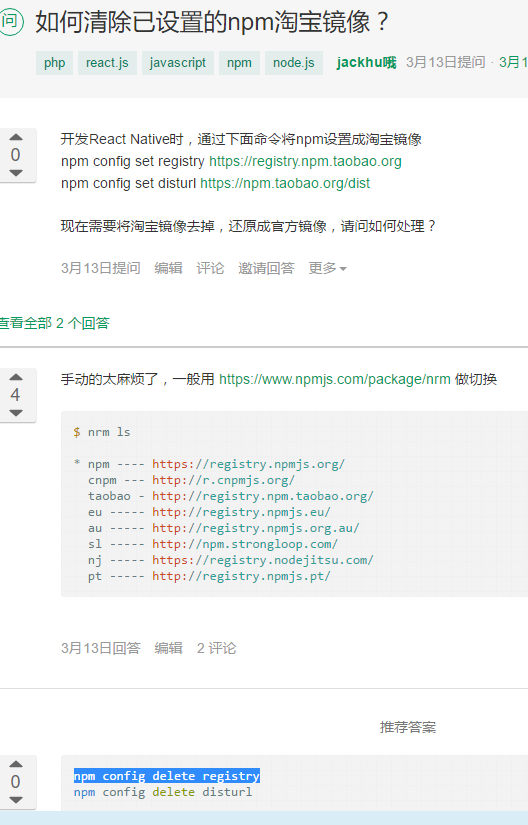 问 如何清除已设置的npm淘宝镜像？
php react.js javascript npm node.js jackhu哦 3月13日提问 · 3月1
开发React Native时，通过下面命令将npm设置成淘宝镜像
0
npm config set registry https://registry.npm.taobao.org
npm config set disturl https://npm.taobao.org/dist
现在需要将淘宝镜像去掉，还原成官方镜像，请问如何处理？
3月13日提问 编辑 评论 邀请回答 更多
查看全部 2 个回答
手动的太麻烦了，一般用 https://www.npmjs.com/package/nrm 做切换
4
$ nrm ls
* npm ---- https://registry.npmjs.org/
cnpm --- http://r.cnpmjs.org/
taobao - http://registry.npm.taobao.org/
eu ----- http://registry.npmjs.eu/
au ----- http://registry.npmjs.org.au/
sl ----- http://npm.strongloop.com/
nj ----- https://registry.nodejitsu.com/
pt ----- http://registry.npmjs.pt/
3月13日回答 编辑 2 评论
推荐答案
0
npm config delete registry
npm config delete disturl